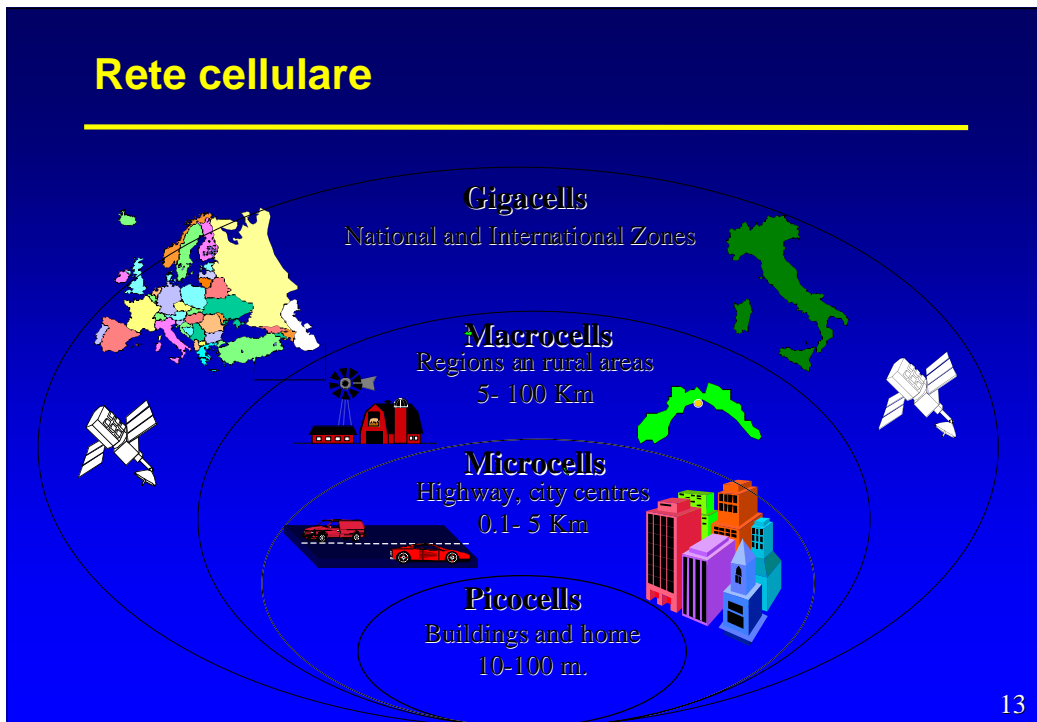 Rete cellulare
Gigacells
National and International Zones
Macrocells
Regions an rural areas
5- 100 Km
Microcells
Highway, city centres
0.1- 5 Km
Picocells
Buildings and home
10-100 m.
13